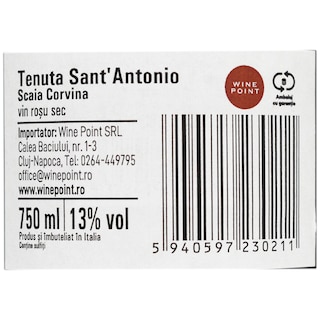 Tenuta Sant'Antonio
Scaia Corvina
vin roșu sec
WINE
POINT
Ambalaj
cu garanție
Importator: Wine Point SRL
Calea Baciului, nr. 1-3
Cluj-Napoca, Tel: 0264-449795
office@winepoint.ro
www.winepoint.ro
750 ml 13% vol
Produs și îmbuteliat în Italia
Conține sulfiți
5 940597 230211